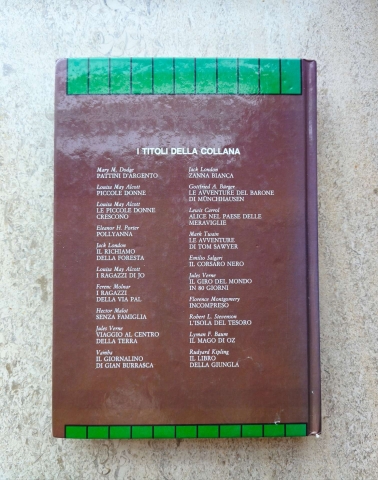 I TITOLI DELLA COLLANA
Mary M. Dodge
PATTINI D'ARGENTO
Louisa May Alcott
PICCOLE DONNE
Louisa May Alcott
LE PICCOLE DONNE
CRESCONO
Eleanor H. Porter
POLLYANNA
Jack London
IL RICHIAMO
DELLA FORESTA
Louisa May Alcott
I RAGAZZI DI JO
Ferenc Molnar
I RAGAZZI
DELLA VIA PAL
Hector Malot
SENZA FAMIGLIA
Jules Verne
VIAGGIO AL CENTRO
DELLA TERRA
Vamba
IL GIORNALINO
DI GIAN BURRASCA
Jack London
ZANNA BIANCA
Gottfried A. Bürger
LE AVVENTURE DEL BARONE
DI MÜNCHHAUSEN
Lewis Carrol
ALICE NEL PAESE DELLE
MERAVIGLIE
Mark Twain
LE AVVENTURE
DI TOM SAWYER
Emilio Salgari
IL CORSARO NERO
Jules Verne
IL GIRO DEL MONDO
IN 80 GIORNI
Florence Montgomery
INCOMPRESO
Robert L. Stevenson
L'ISOLA DEL TESORO
Lyman F. Baum
IL MAGO DI OZ
Rudyard Kipling
IL LIBRO
DELLA GIUNGLA